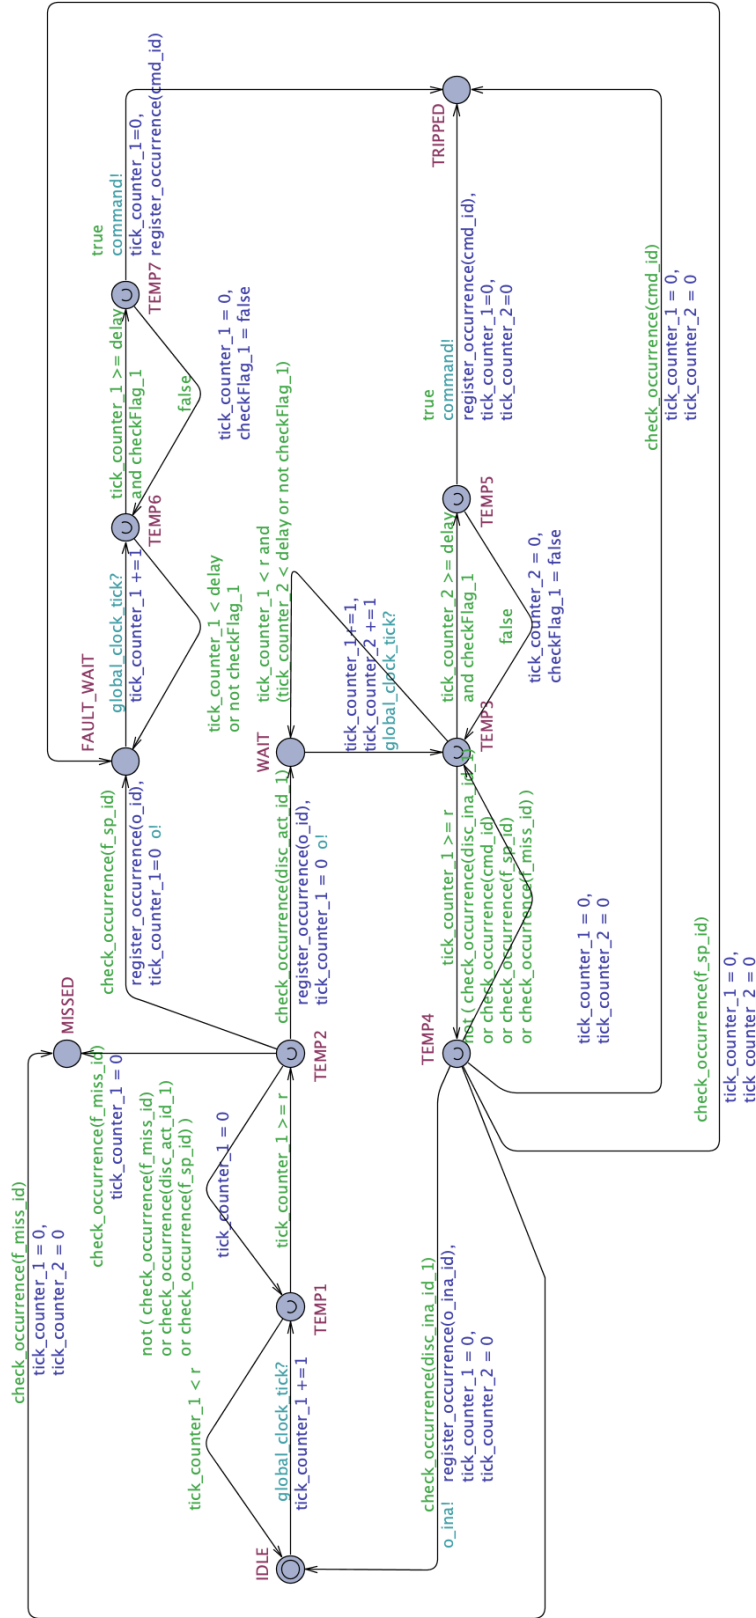 check_occurrence(f_miss_id)
tick_counter_1 = 0,
tick_counter_2 = 0
MISSED
check_occurrence(f_miss_id)
tick_counter_1 = 0
check_occurrence(f_sp_id)
register_occurrence(o_id),
tick_counter_1=0 o!
FAULT_WAIT
global_clock_tick?
tick_counter_1 +=1
tick_counter_1 < delay
or not checkFlag_1
TEMP6
tick_counter_1 >= delay
and checkFlag_1
false
tick_counter_1 = 0,
checkFlag_1 = false
TEMP7
true
command!
tick_counter_1=0,
register_occurrence(cmd_id)
not ( check_occurrence(f_miss_id)
or check_occurrence(disc_act_id_1)
or check_occurrence(f_sp_id) )
tick_counter_1 = 0
tick_counter_1 < r
IDLE
global_clock_tick?
tick_counter_1 +=1
TEMP1
tick_counter_1 >= r
TEMP2
check_occurrence(disc_act_id_1)
register_occurrence(o_id),
tick_counter_1 = 0 o!
WAIT
tick_counter_1 < r and
(tick_counter_2 < delay or not checkFlag_1)
tick_counter_1 +=1,
tick_counter_2 +=1
global_clock_tick?
TEMP4
tick_counter_1 >= r
not ( check_occurrence(disc_ina_id_1)
or check_occurrence(cmd_id)
or check_occurrence(f_sp_id)
or check_occurrence(f_miss_id) )
tick_counter_1 = 0,
tick_counter_2 = 0
TEMP3
tick_counter_2 >= delay
and checkFlag_1
false
tick_counter_2 = 0,
checkFlag_1 = false
TEMP5
true
command!
register_occurrence(cmd_id),
tick_counter_1=0,
tick_counter_2=0
TRIPPED
check_occurrence(disc_ina_id_1)
o_ina! register_occurrence(o_ina_id),
tick_counter_1 = 0,
tick_counter_2 = 0
check_occurrence(cmd_id)
tick_counter_1 = 0,
tick_counter_2 = 0
check_occurrence(f_sp_id)
tick_counter_1 = 0,
tick_counter_2 = 0